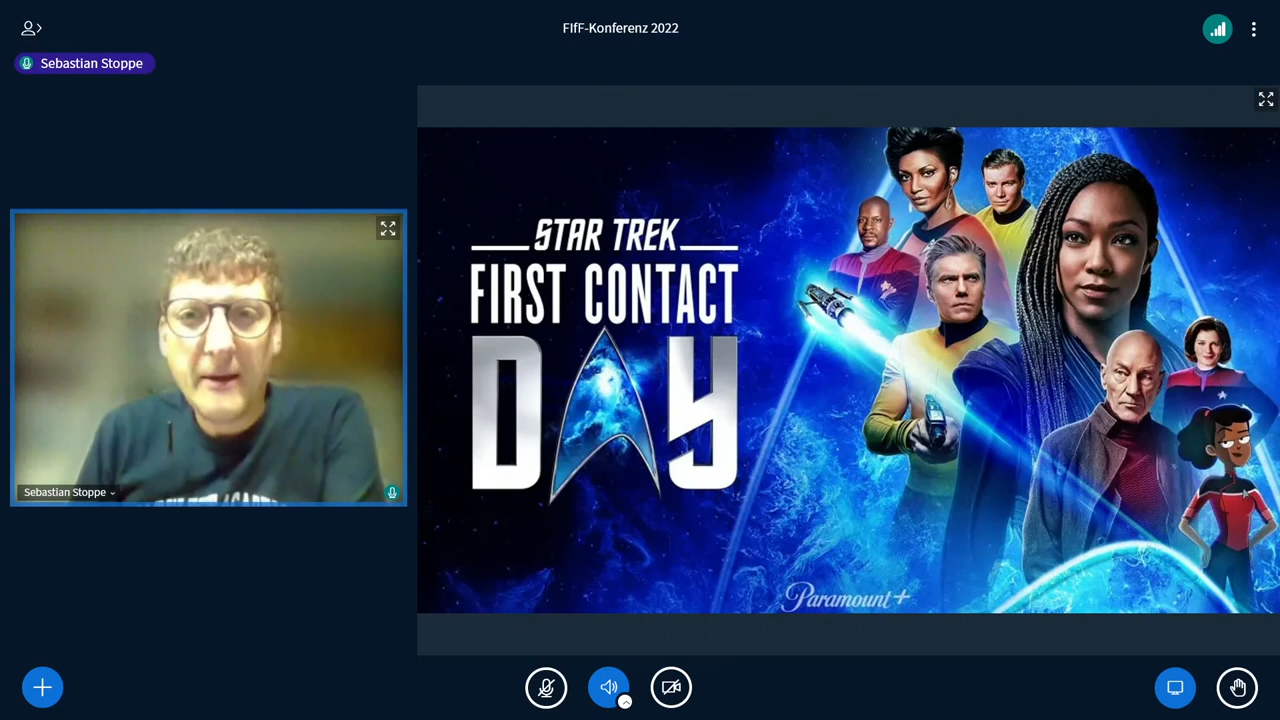 FIfF-Konferenz 2022
Sebastian Stoppe
STAR TREK
FIRST CONTACT
DAY
Paramount+
Sebastian Stoppe